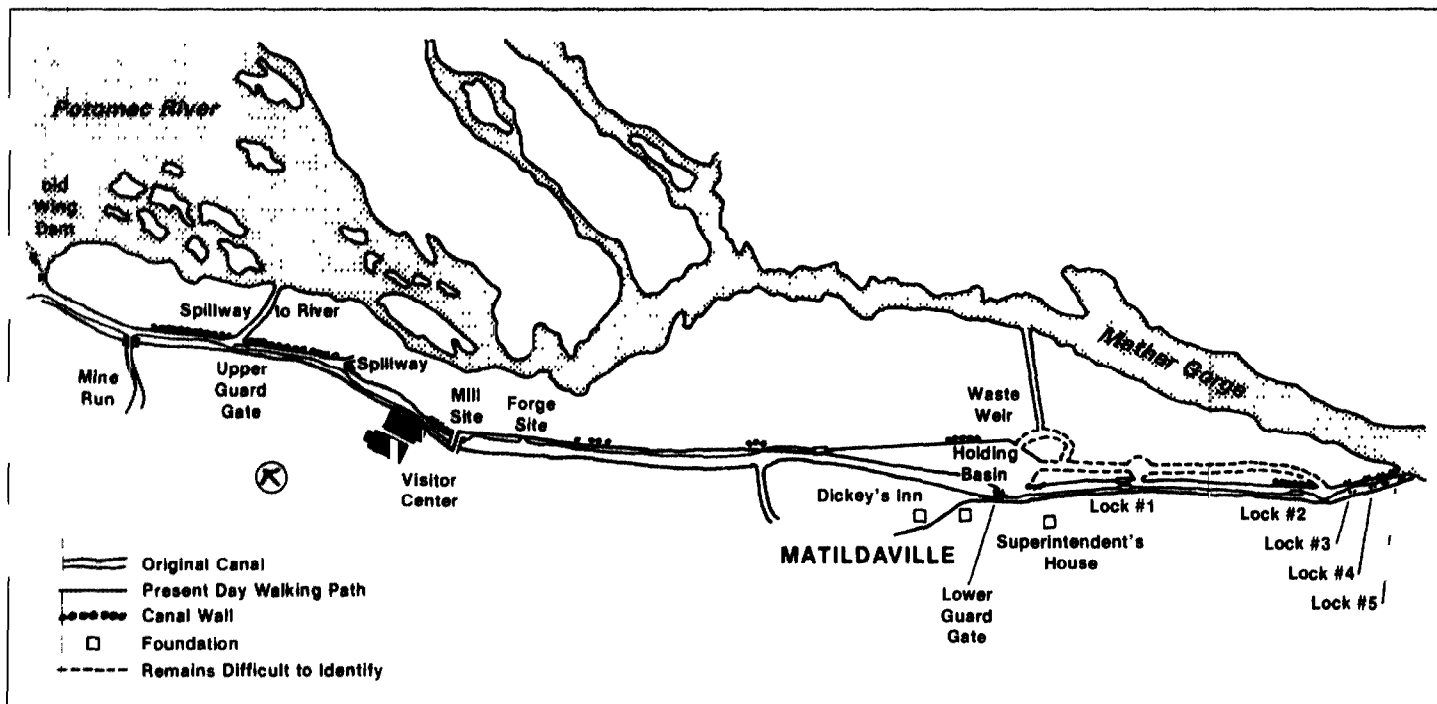 Potomac River
old
Wing
Dam
Spillway to River
Mine
Run
Upper
Guard
Gate
Spillway
Mill
Site
Forge
Site
Visitor
Center
Waste
Weir
Mather Gorge
Holding
Basin
Dickey's Inn
MATILDAVILLE
Lower
Guard
Gate
Superintendent's
House
Lock #1
Lock #2
Lock #3
Lock #4
Lock #5
Original Canal
Present Day Walking Path
Canal Wall
Foundation
Remains Difficult to Identify